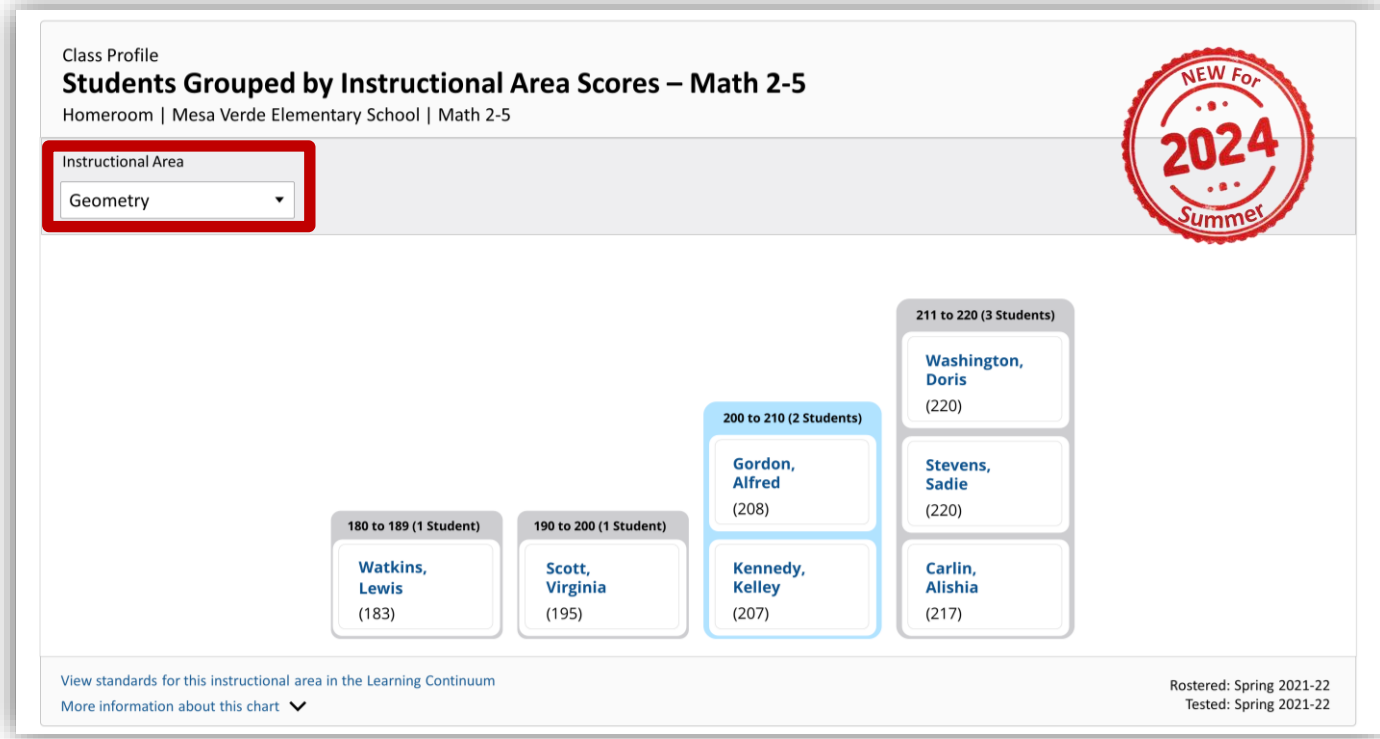 Class Profile
Students Grouped by Instructional Area Scores – Math 2-5
Homeroom | Mesa Verde Elementary School | Math 2-5
NEW For
2024
Summer
Instructional Area
Geometry
180 to 189 (1 Student)
Watkins,
Lewis
(183)
190 to 200 (1 Student)
Scott,
Virginia
(195)
200 to 210 (2 Students)
Gordon,
Alfred
(208)
Kennedy,
Kelley
(207)
211 to 220 (3 Students)
Washington,
Doris
(220)
Stevens,
Sadie
(220)
Carlin,
Alishia
(217)
View standards for this instructional area in the Learning Continuum
More information about this chart
Rostered: Spring 2021-22
Tested: Spring 2021-22